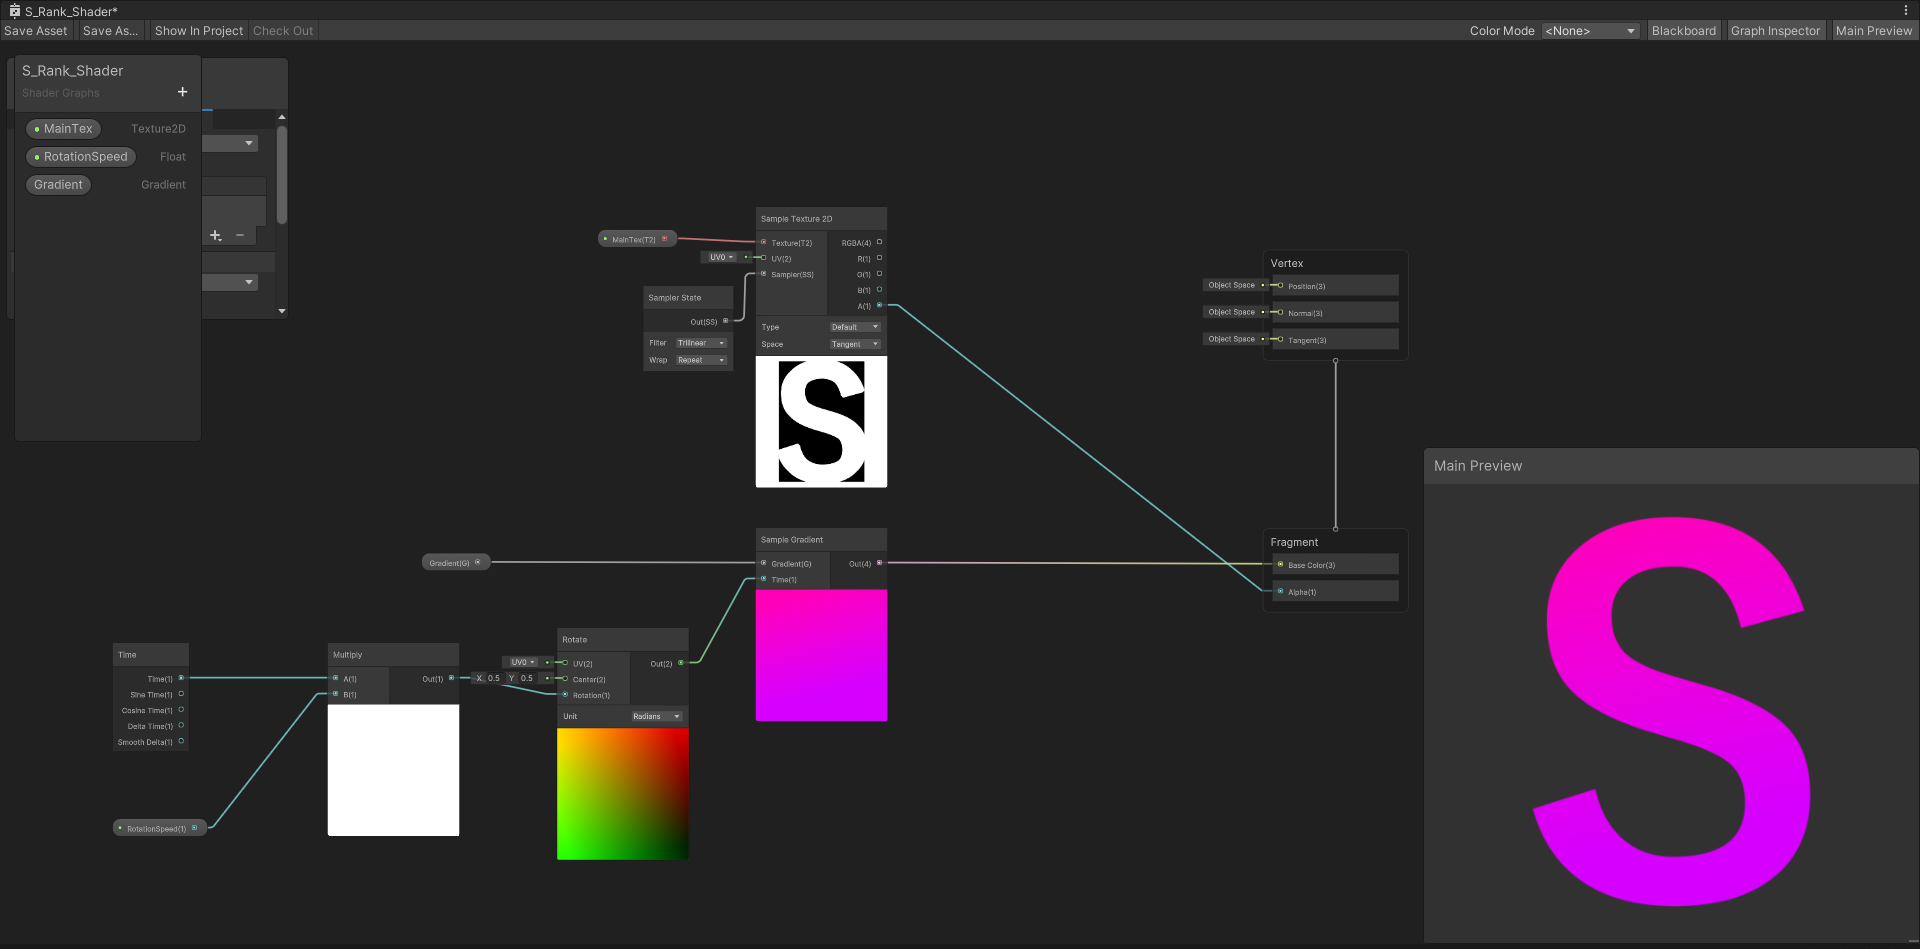 S_Rank_Shader*
Save Asset Save As... Show In Project Check Out Color Mode <None> Blackboard Graph Inspector Main Preview
S_Rank_Shader
Shader Graphs
+
MainTex Texture2D
RotationSpeed Float
Gradient Gradient
Sample Texture 2D
MainTex(T2)
Texture(T2) RGBA(4)
UV0 UV(2) R(1)
Sampler(SS) G(1)
B(1)
A(1)
Type Default
Space Tangent
Sampler State
Out(SS)
Filter Trilinear
Wrap Repeat
S
Vertex
Object Space Position(3)
Object Space Normal(3)
Object Space Tangent(3)
Fragment
Base Color(3)
Alpha(1)
Gradient(G)
Sample Gradient
Gradient(G) Out(4)
Time(1)
Time
Time(1)
Sine Time(1)
Cosine Time(1)
Delta Time(1)
Smooth Delta(1)
RotationSpeed(1)
Multiply
A(1) Out(1)
B(1)
Rotate
UV0 UV(2) Out(2)
X 0.5 Y 0.5 Center(2)
Rotation(1)
Unit Radians
Main Preview
S